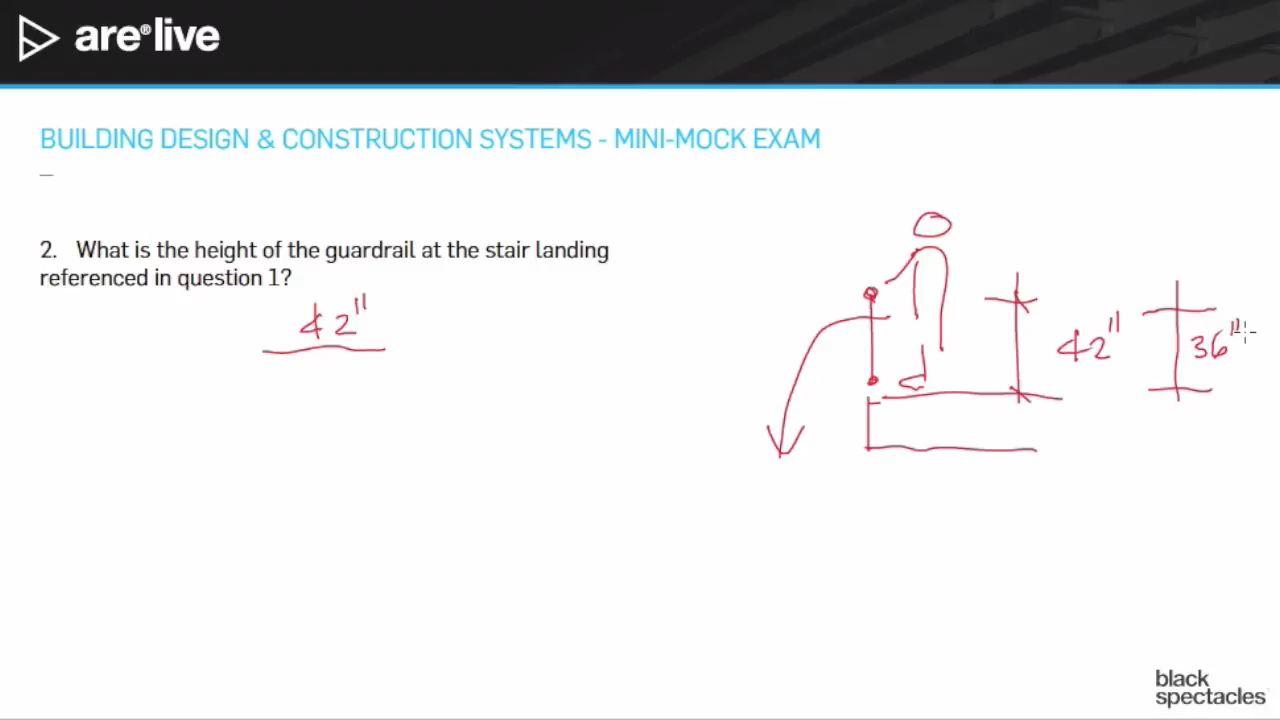 are®live
BUILDING DESIGN & CONSTRUCTION SYSTEMS - MINI-MOCK EXAM
2. What is the height of the guardrail at the stair landing
referenced in question 1?
42"
42"
36"
black
spectacles